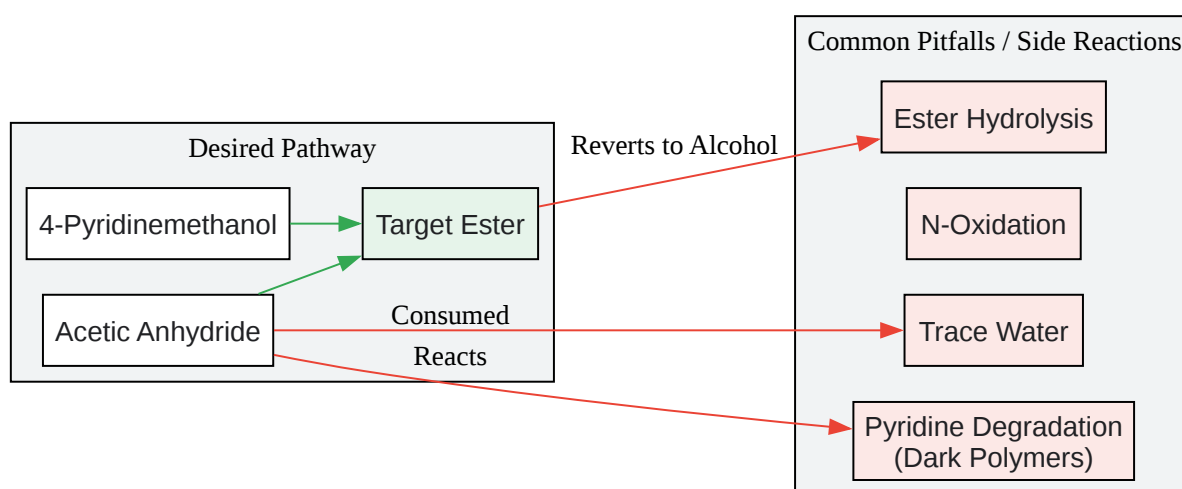 Common Pitfalls / Side Reactions
Ester Hydrolysis
Desired Pathway
Reverts to Alcohol
4-Pyridinemethanol
Target Ester
N-Oxidation
Acetic Anhydride
Consumed
Trace Water
Reacts
Pyridine Degradation
(Dark Polymers)